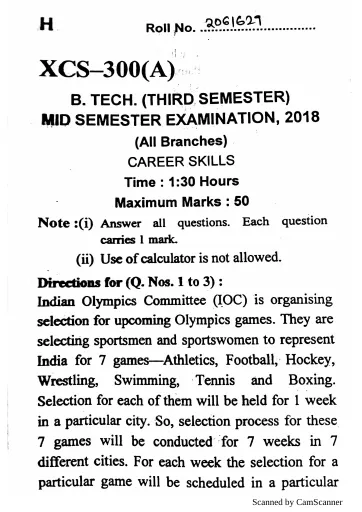 H
Roll No. 2061627
XCS–300(A)
B. TECH. (THIRD SEMESTER)
MID SEMESTER EXAMINATION, 2018
(All Branches)
CAREER SKILLS
Time : 1:30 Hours
Maximum Marks : 50
Note :(i) Answer all questions. Each question
carries 1 mark.
(ii) Use of calculator is not allowed.
Directions for (Q. Nos. 1 to 3) :
Indian Olympics Committee (IOC) is organising
selection for upcoming Olympics games. They are
selecting sportsmen and sportswomen to represent
India for 7 games—Athletics, Football, Hockey,
Wrestling, Swimming, Tennis and Boxing.
Selection for each of them will be held for 1 week
in a particular city. So, selection process for these
7 games will be conducted for 7 weeks in 7
different cities. For each week the selection for a
particular game will be scheduled in a particular
Scanned by CamScanner